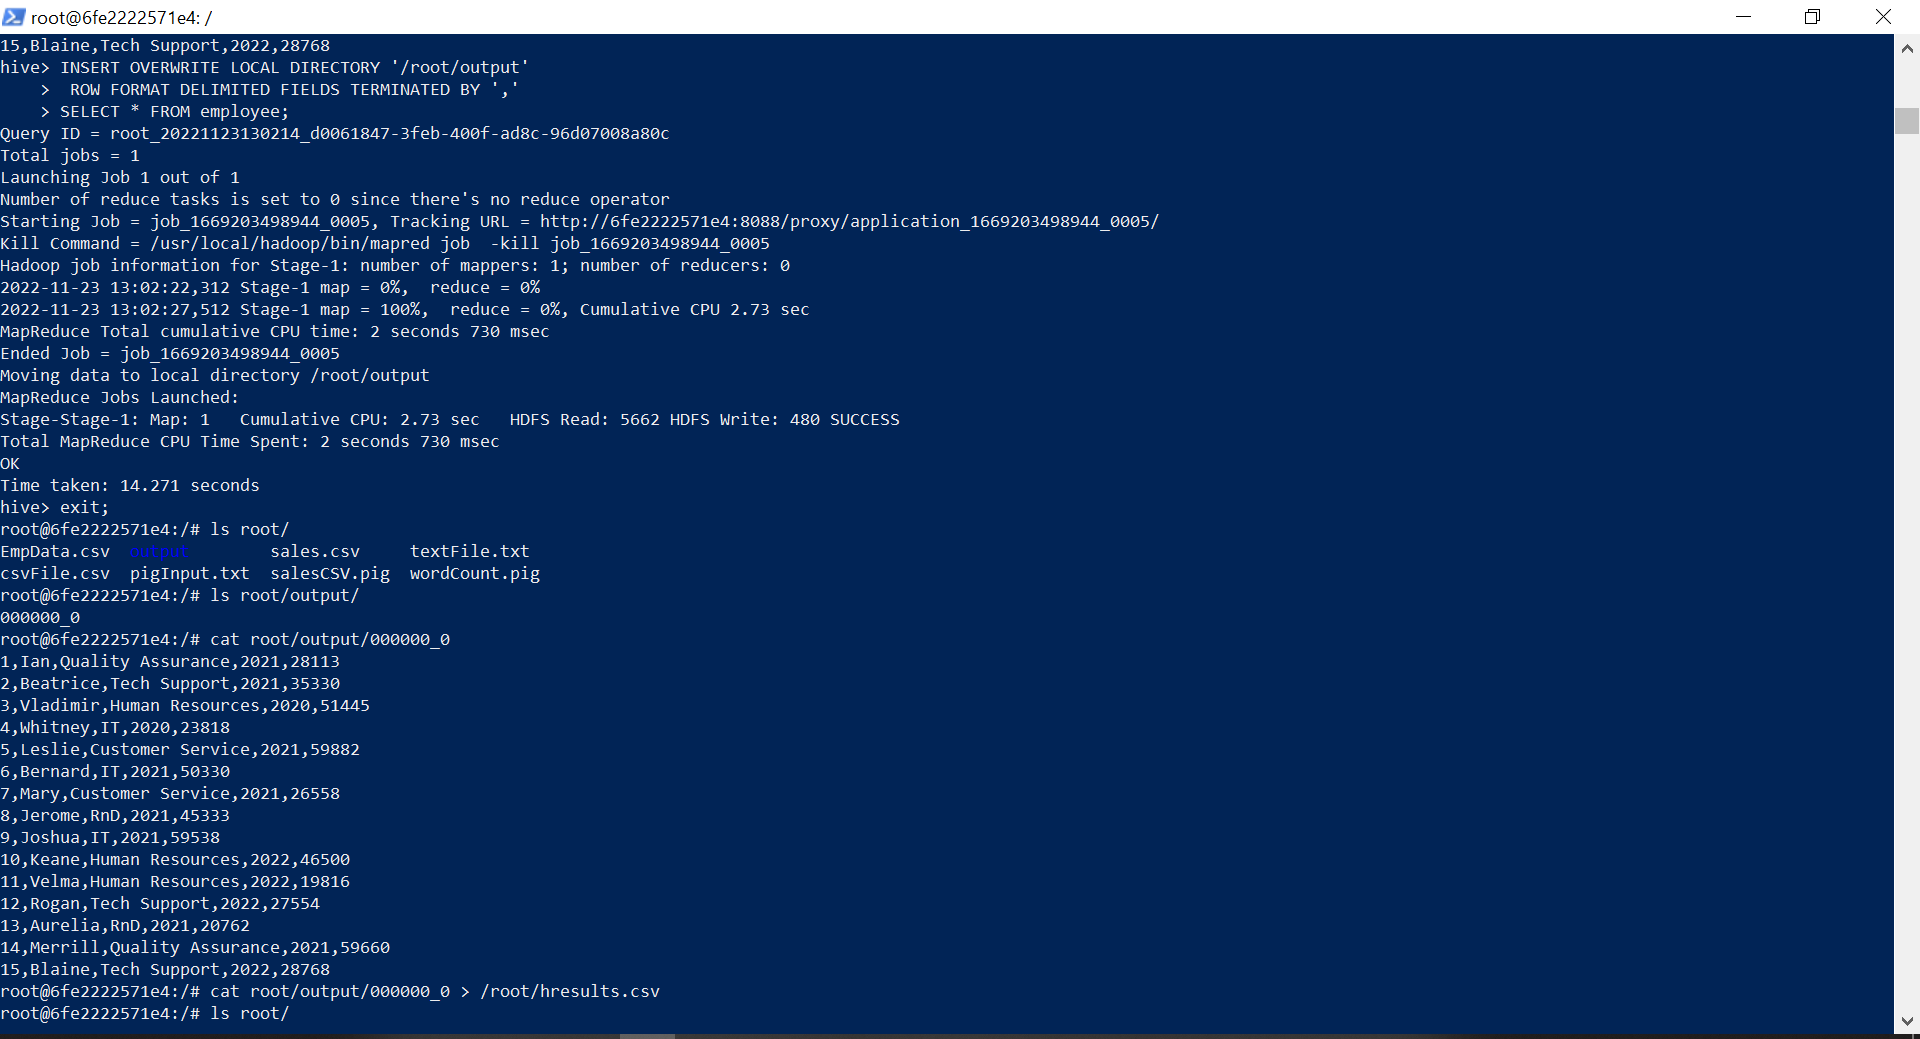 root@6fe2222571e4: /
15,Blaine,Tech Support,2022,28768
hive> INSERT OVERWRITE LOCAL DIRECTORY '/root/output'
    >  ROW FORMAT DELIMITED FIELDS TERMINATED BY ','
    > SELECT * FROM employee;
Query ID = root_20221123130214_d0061847-3feb-400f-ad8c-96d07008a80c
Total jobs = 1
Launching Job 1 out of 1
Number of reduce tasks is set to 0 since there's no reduce operator
Starting Job = job_1669203498944_0005, Tracking URL = http://6fe2222571e4:8088/proxy/application_1669203498944_0005/
Kill Command = /usr/local/hadoop/bin/mapred job  -kill job_1669203498944_0005
Hadoop job information for Stage-1: number of mappers: 1; number of reducers: 0
2022-11-23 13:02:22,312 Stage-1 map = 0%,  reduce = 0%
2022-11-23 13:02:27,512 Stage-1 map = 100%,  reduce = 0%, Cumulative CPU 2.73 sec
MapReduce Total cumulative CPU time: 2 seconds 730 msec
Ended Job = job_1669203498944_0005
Moving data to local directory /root/output
MapReduce Jobs Launched:
Stage-Stage-1: Map: 1   Cumulative CPU: 2.73 sec   HDFS Read: 5662 HDFS Write: 480 SUCCESS
Total MapReduce CPU Time Spent: 2 seconds 730 msec
OK
Time taken: 14.271 seconds
hive> exit;
root@6fe2222571e4:/# ls root/
EmpData.csv  output        sales.csv     textFile.txt
csvFile.csv  pigInput.txt  salesCSV.pig  wordCount.pig
root@6fe2222571e4:/# ls root/output/
000000_0
root@6fe2222571e4:/# cat root/output/000000_0
1,Ian,Quality Assurance,2021,28113
2,Beatrice,Tech Support,2021,35330
3,Vladimir,Human Resources,2020,51445
4,Whitney,IT,2020,23818
5,Leslie,Customer Service,2021,59882
6,Bernard,IT,2021,50330
7,Mary,Customer Service,2021,26558
8,Jerome,RnD,2021,45333
9,Joshua,IT,2021,59538
10,Keane,Human Resources,2022,46500
11,Velma,Human Resources,2022,19816
12,Rogan,Tech Support,2022,27554
13,Aurelia,RnD,2021,20762
14,Merrill,Quality Assurance,2021,59660
15,Blaine,Tech Support,2022,28768
root@6fe2222571e4:/# cat root/output/000000_0 > /root/hresults.csv
root@6fe2222571e4:/# ls root/